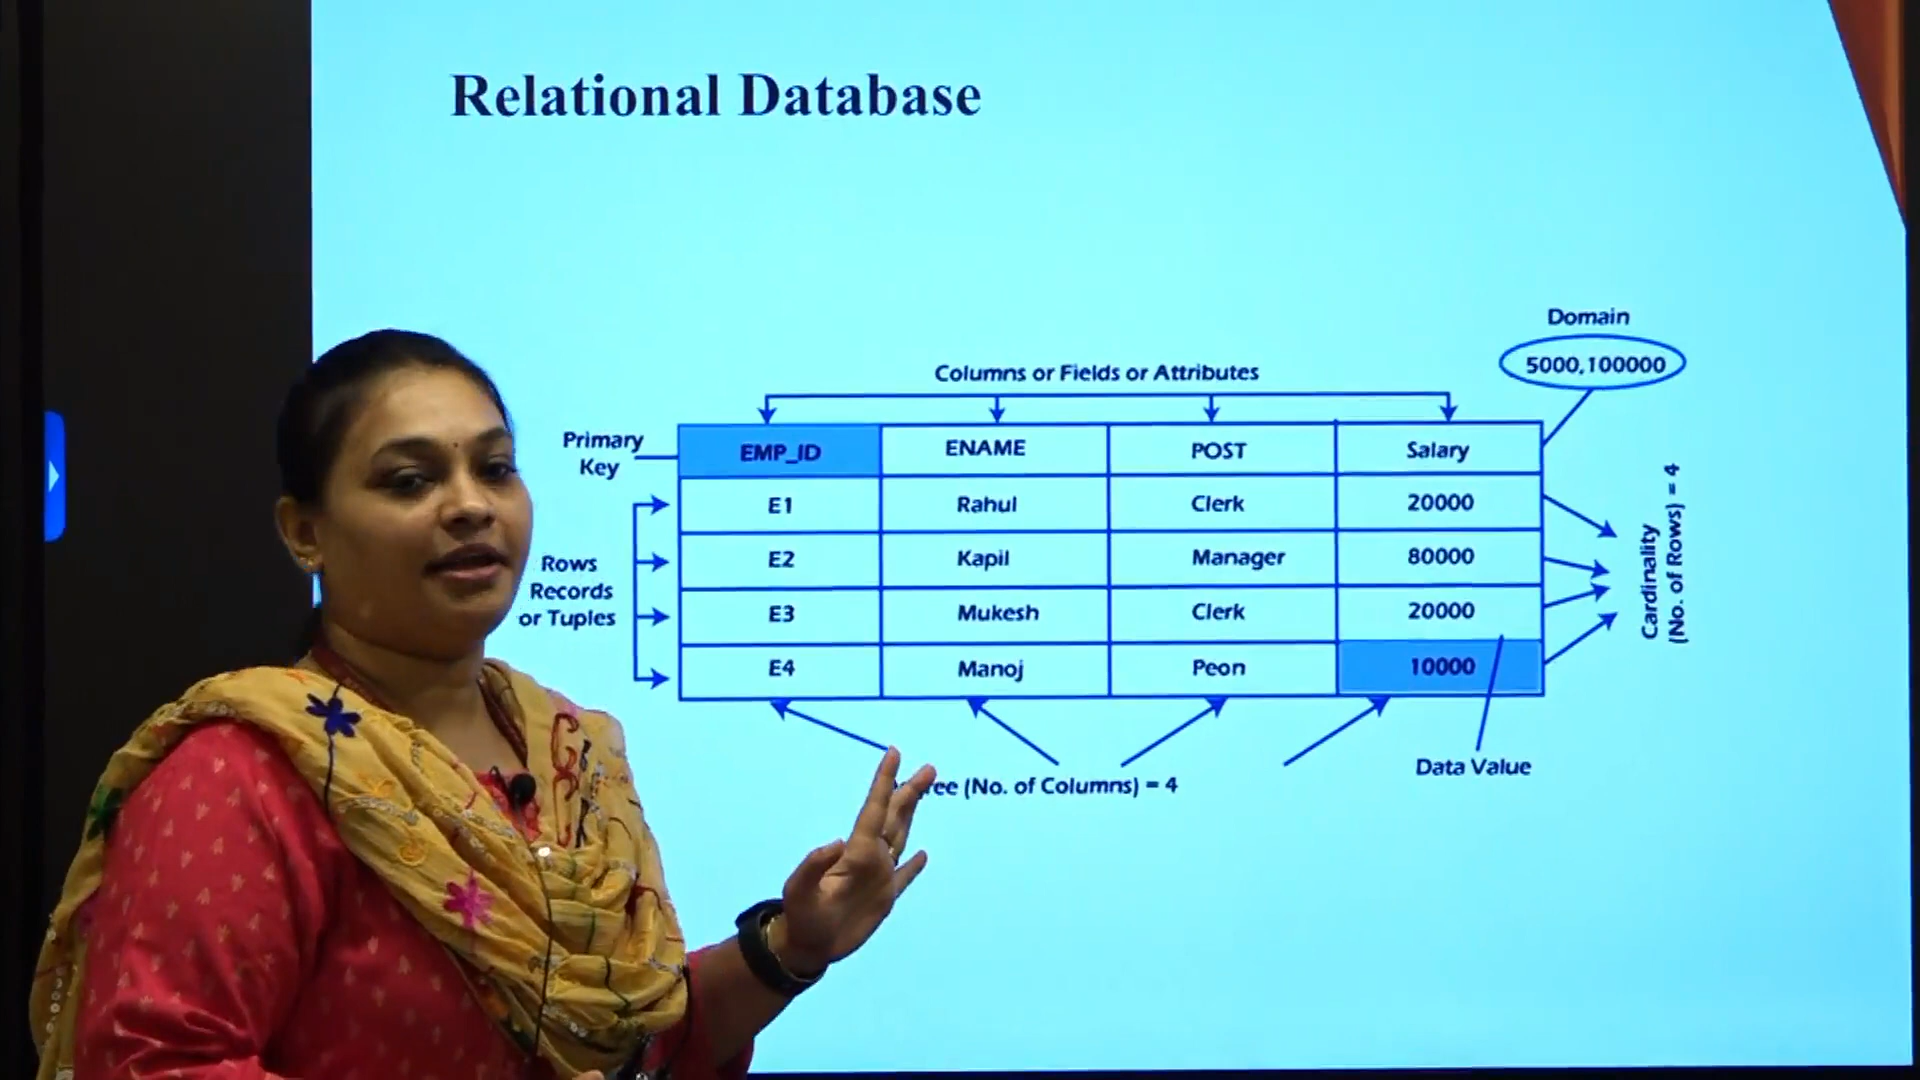 Relational Database
Domain
5000,100000
Columns or Fields or Attributes
Primary
Key
EMP_ID ENAME POST Salary
E1 Rahul Clerk 20000
E2 Kapil Manager 80000
E3 Mukesh Clerk 20000
E4 Manoj Peon 10000
Rows
Records
or Tuples
Cardinality
(No. of Rows) = 4
(No. of Columns) = 4
Data Value